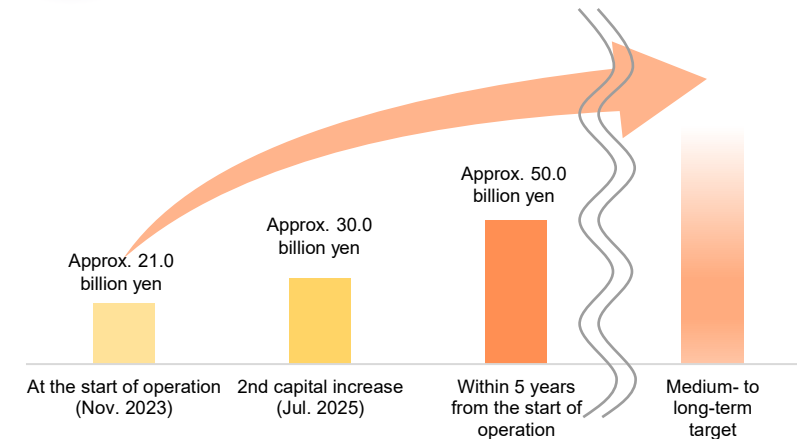 Approx. 21.0
billion yen
Approx. 30.0
billion yen
Approx. 50.0
billion yen
At the start of operation
(Nov. 2023)
2nd capital increase
(Jul. 2025)
Within 5 years
from the start of
operation
Medium- to
long-term
target